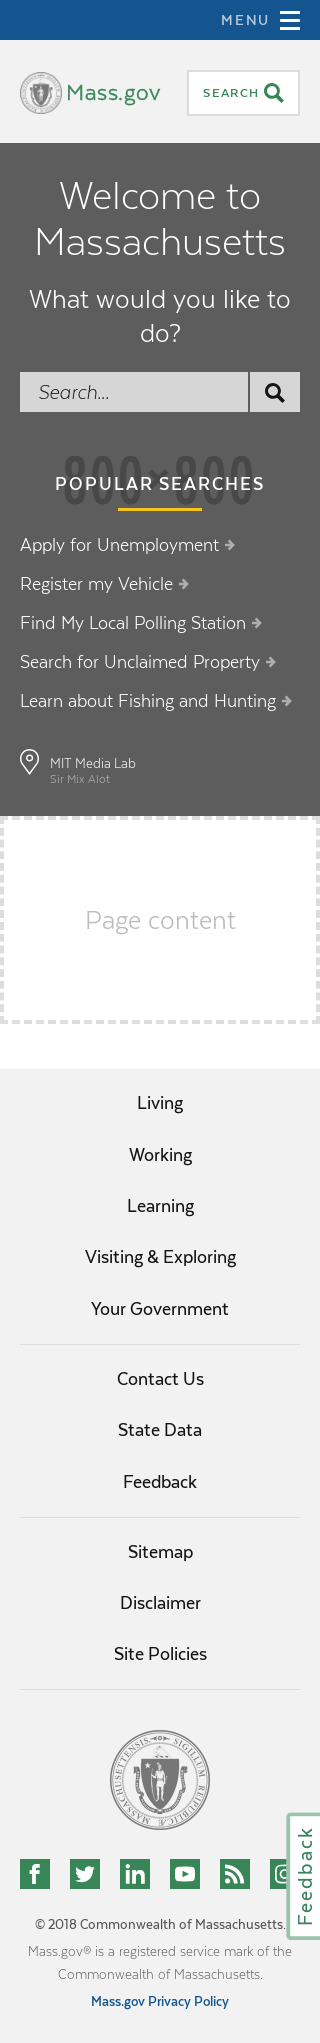 MENU
Mass.gov
SEARCH
Welcome to
Massachusetts
What would you like to
do?
Search...
800×800
POPULAR SEARCHES
Apply for Unemployment
Register my Vehicle
Find My Local Polling Station
Search for Unclaimed Property
Learn about Fishing and Hunting
MIT Media Lab
Sir Mix Alot
Page content
Living
Working
Learning
Visiting & Exploring
Your Government
Contact Us
State Data
Feedback
Sitemap
Disclaimer
Site Policies
Feedback
© 2018 Commonwealth of Massachusetts.
Mass.gov® is a registered service mark of the
Commonwealth of Massachusetts.
Mass.gov Privacy Policy